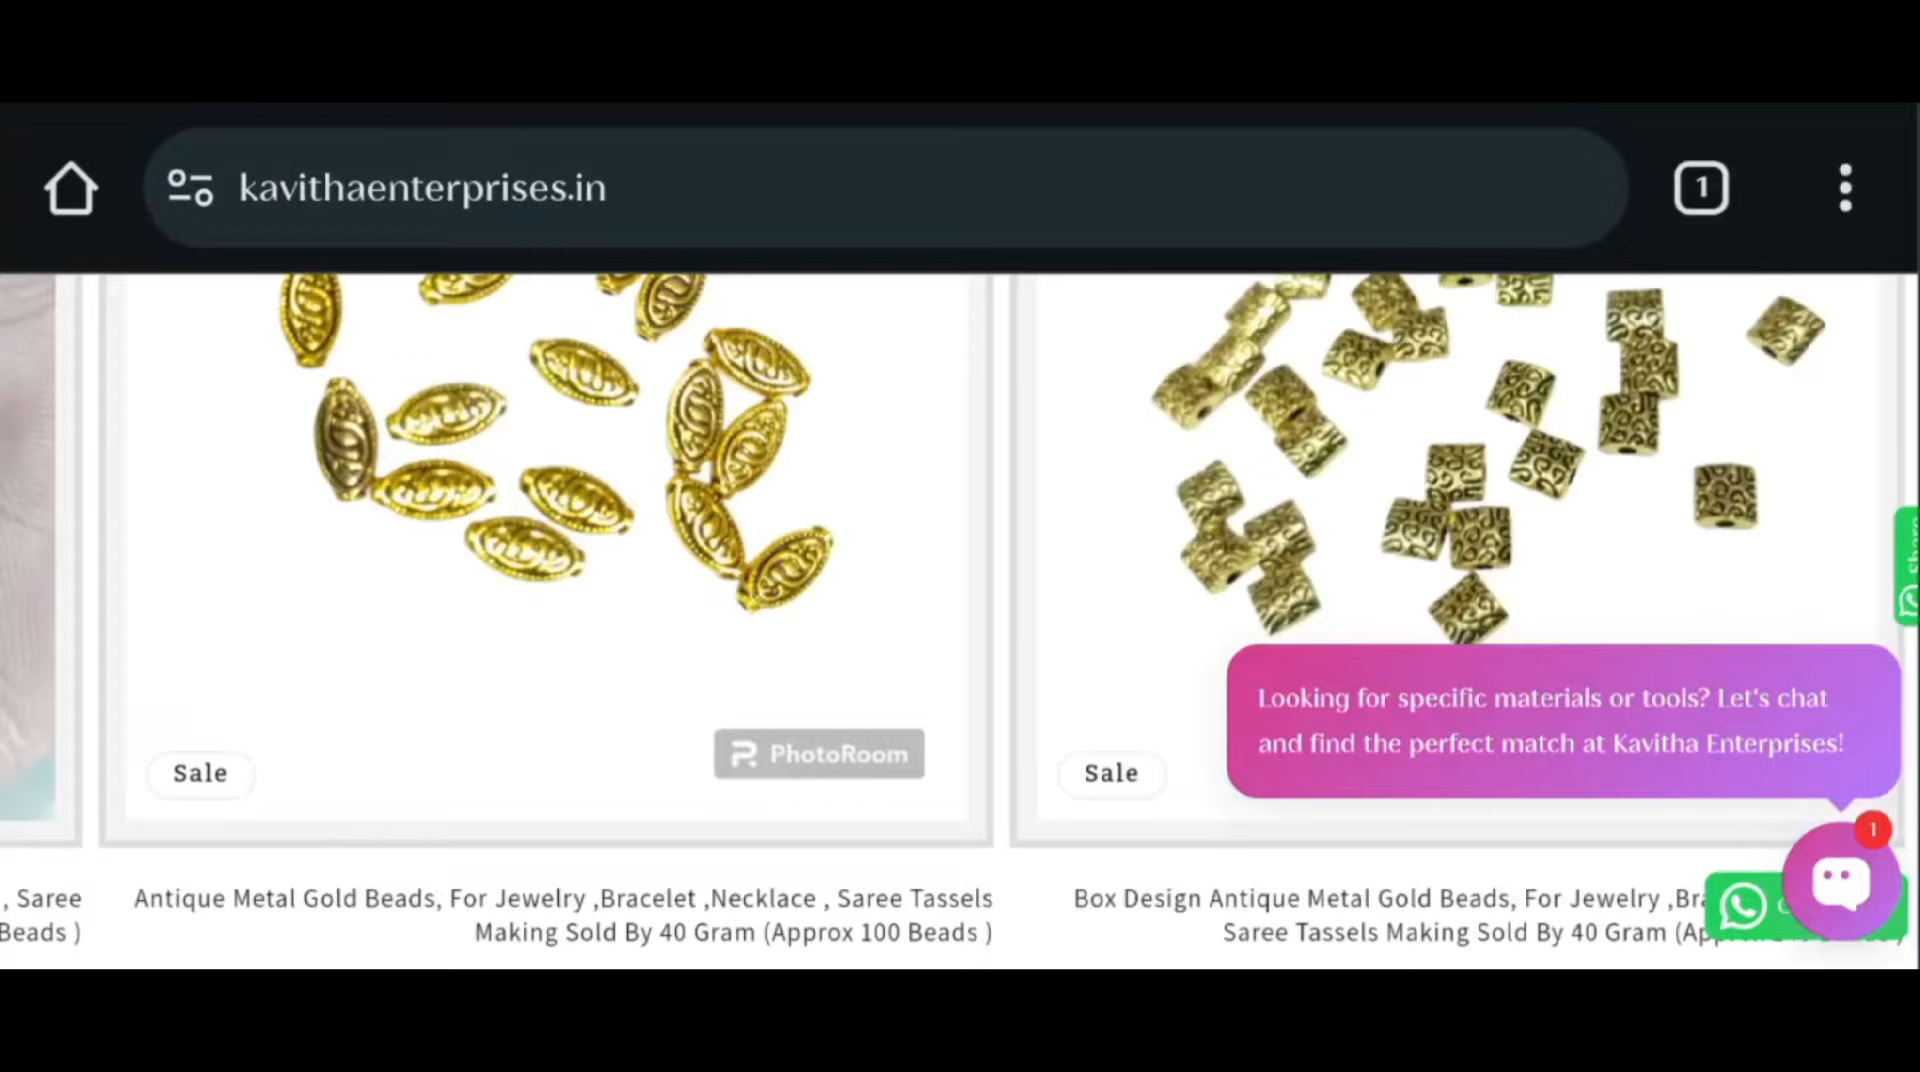 kavithaenterprises.in
1
share
Looking for specific materials or tools? Let's chat
and find the perfect match at Kavitha Enterprises!
Sale
PhotoRoom
Sale
1
, Saree
Beads )
Antique Metal Gold Beads, For Jewelry ,Bracelet ,Necklace , Saree Tassels
Making Sold By 40 Gram (Approx 100 Beads )
Box Design Antique Metal Gold Beads, For Jewelry ,Bra
Saree Tassels Making Sold By 40 Gram (Ap